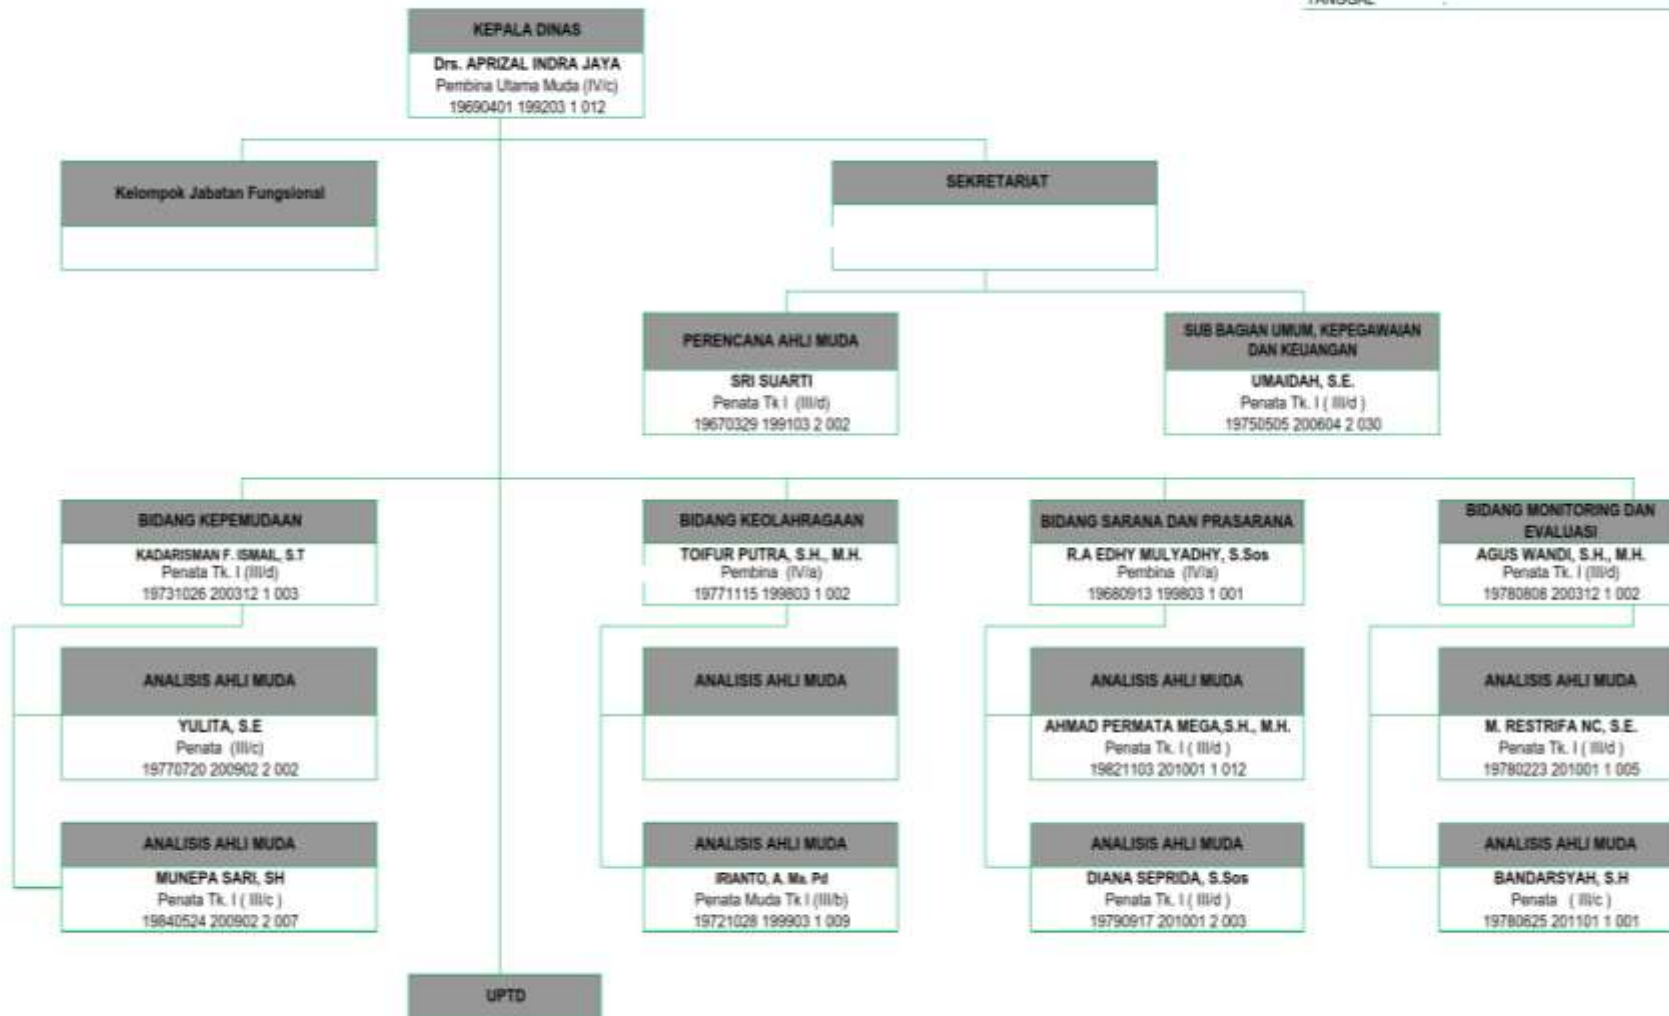 TANGGAL :
KEPALA DINAS
Drs. APRIZAL INDRA JAYA
Pembina Utama Muda (IV/c)
19690401 199203 1 012
Kelompok Jabatan Fungsional
SEKRETARIAT
PERENCANA AHLI MUDA
SRI SUARTI
Penata Tk I (III/d)
19670329 199103 2 002
SUB BAGIAN UMUM, KEPEGAWAIAN
DAN KEUANGAN
UMAIDAH, S.E.
Penata Tk. I ( III/d )
19750505 200604 2 030
BIDANG KEPEMUDAAN
KADARISMAN F. ISMAIL, S.T
Penata Tk. I (III/d)
19731026 200312 1 003
BIDANG KEOLAHRAGAAN
TOIFUR PUTRA, S.H., M.H.
Pembina (IV/a)
19771115 199803 1 002
BIDANG SARANA DAN PRASARANA
R.A EDHY MULYADHY, S.Sos
Pembina (IV/a)
19680913 199803 1 001
BIDANG MONITORING DAN
EVALUASI
AGUS WANDI, S.H., M.H.
Penata Tk. I (III/d)
19780808 200312 1 002
ANALISIS AHLI MUDA
YULITA, S.E
Penata (III/c)
19770720 200902 2 002
ANALISIS AHLI MUDA
ANALISIS AHLI MUDA
AHMAD PERMATA MEGA,S.H., M.H.
Penata Tk. I ( III/d )
19821103 201001 1 012
ANALISIS AHLI MUDA
M. RESTRIFA NC, S.E.
Penata Tk. I ( III/d )
19780223 201001 1 005
ANALISIS AHLI MUDA
MUNEPA SARI, SH
Penata Tk. I ( III/c )
19840524 200902 2 007
ANALISIS AHLI MUDA
IRIANTO, A. Ma. Pd
Penata Muda Tk I (III/b)
19721028 199903 1 009
ANALISIS AHLI MUDA
DIANA SEPRIDA, S.Sos
Penata Tk. I ( III/d )
19790917 201001 2 003
ANALISIS AHLI MUDA
BANDARSYAH, S.H
Penata ( III/c )
19780625 201101 1 001
UPTD